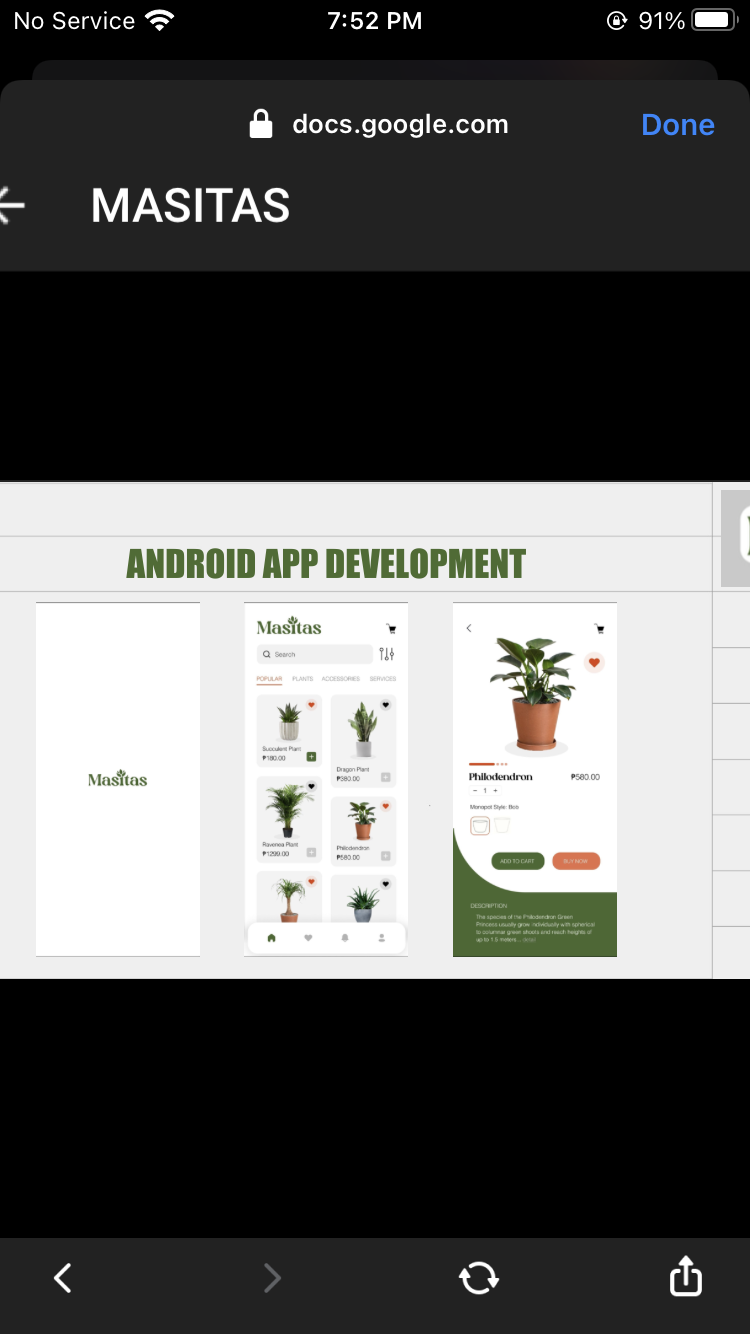 No Service 7:52 PM 91%
docs.google.com Done
MASITAS
ANDROID APP DEVELOPMENT
Masitas
Masitas
Search
POPULAR PLANTS ACCESSORIES SERVICES
Succulent Plant
₱180.00
Dragon Plant
₱380.00
Ravenea Plant
₱1299.00
Philodendron
₱580.00
Philodendron ₱580.00
- 1 +
Monopot Style: Bob
ADD TO CART BUY NOW
DESCRIPTION
The species of the Philodendron Green
Princess usually grow individually with spherical
to columnar green shoots and reach heights of
up to 1.5 meters... detail